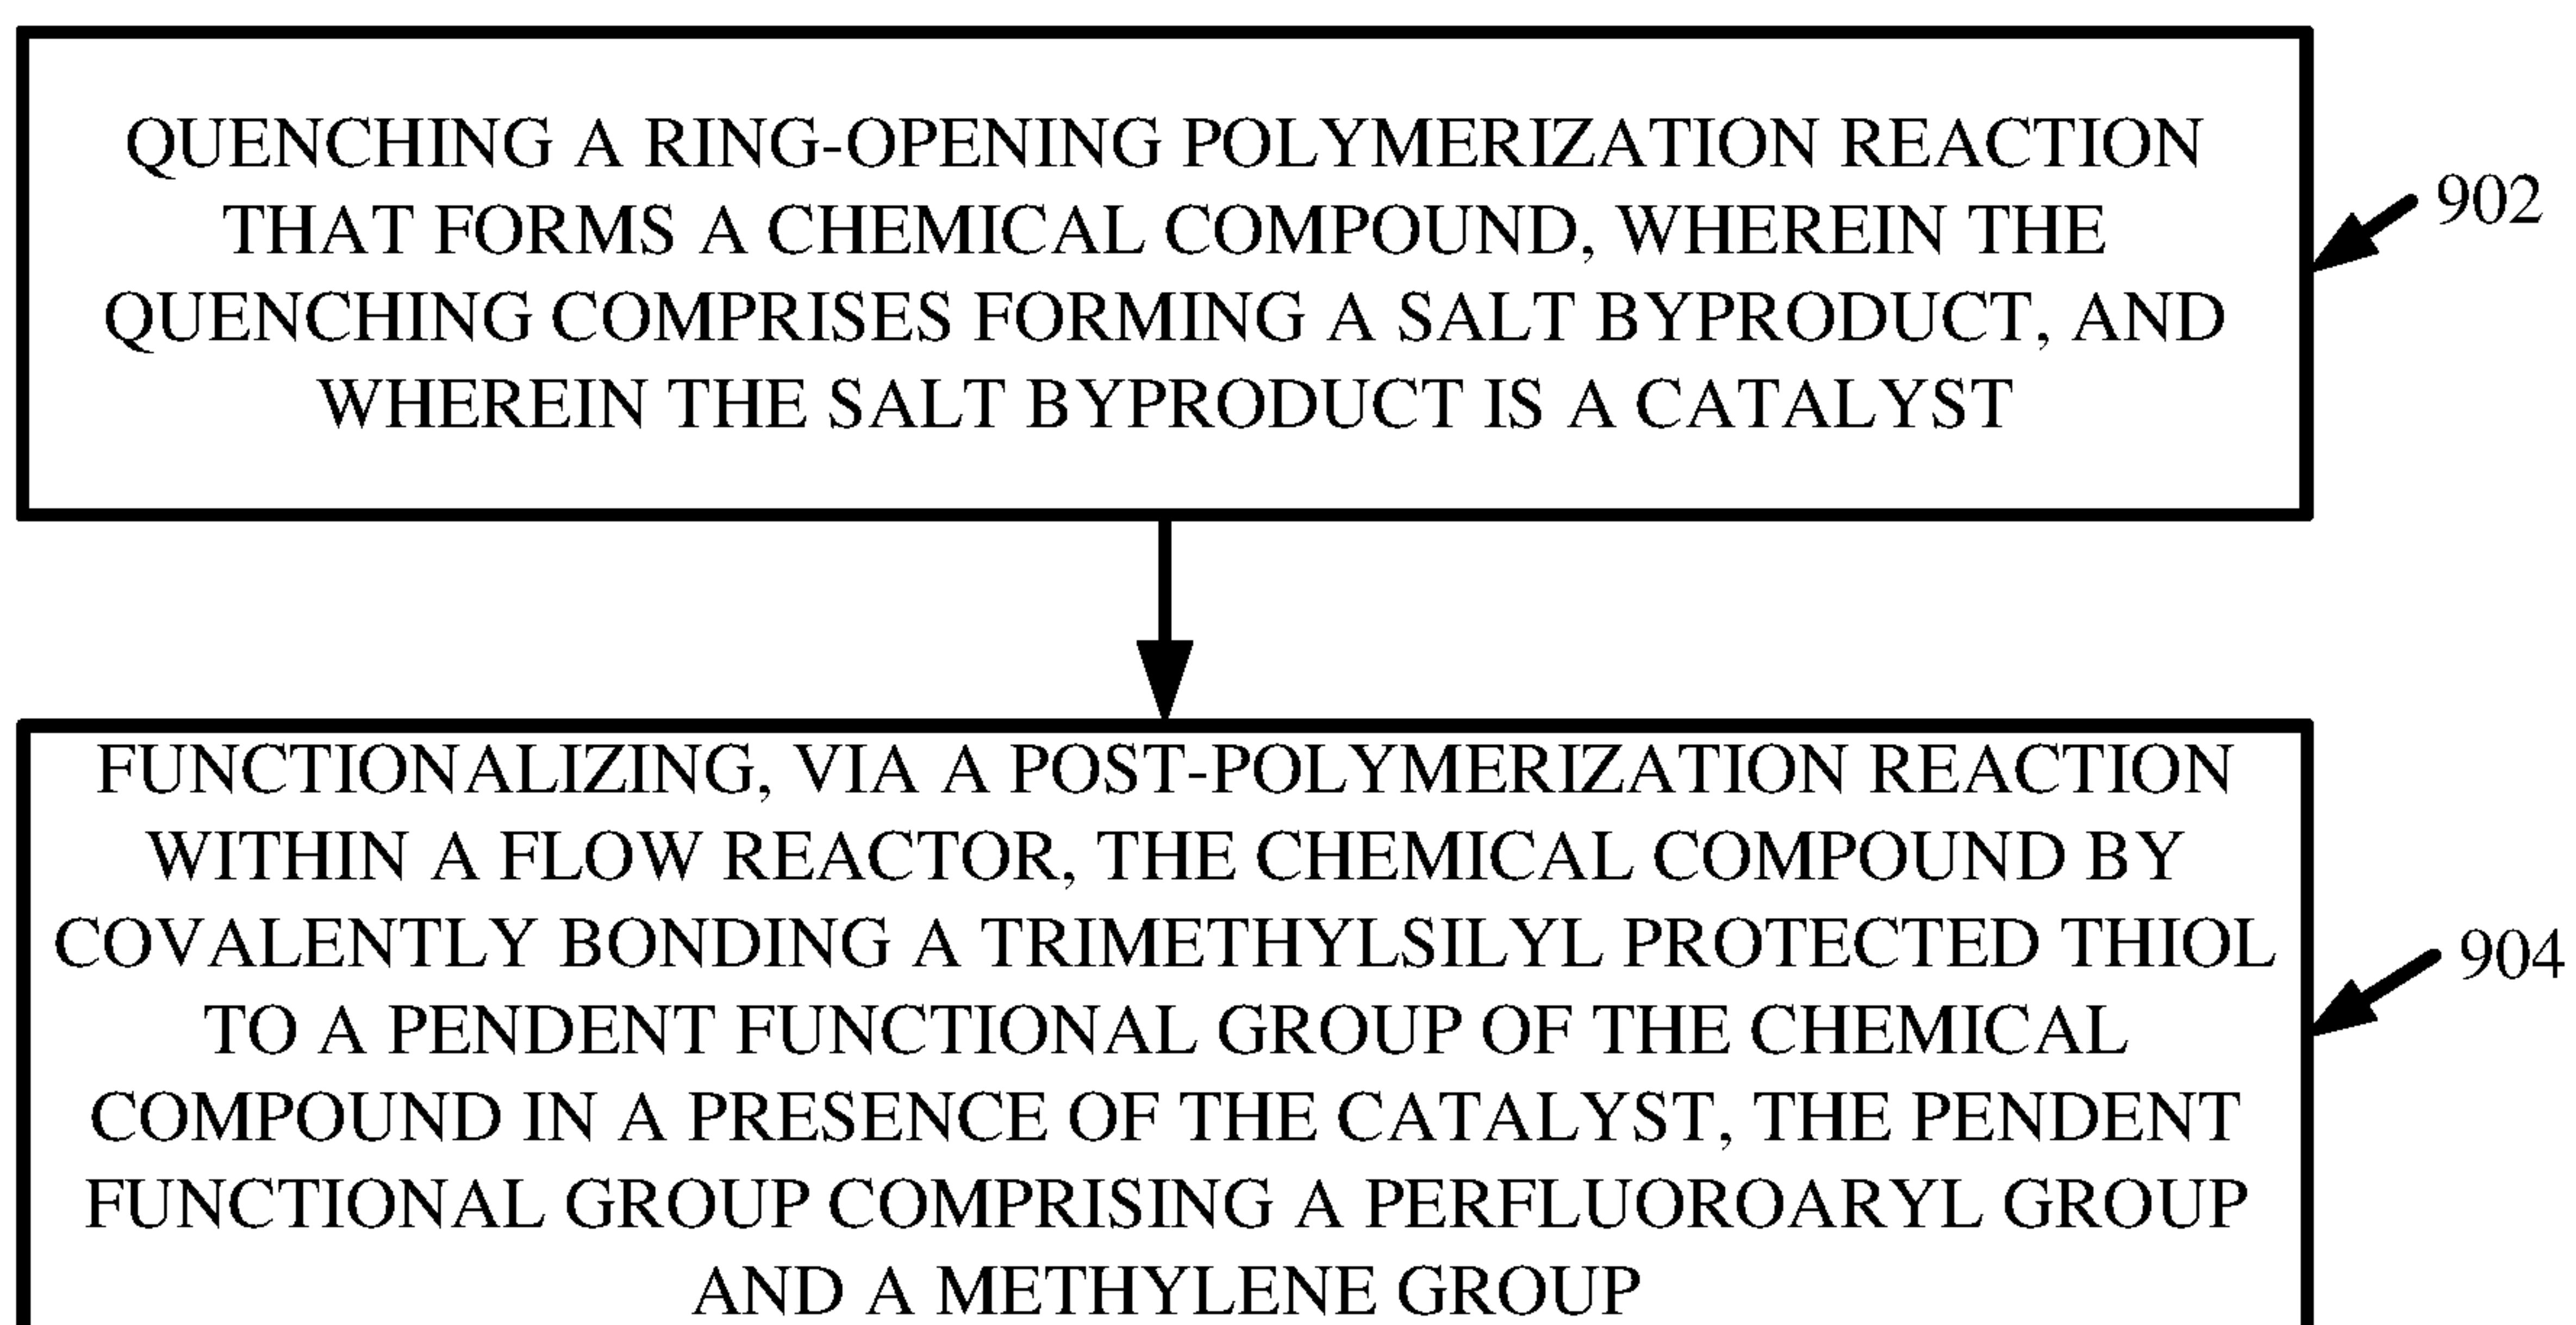 QUENCHING A RING-OPENING POLYMERIZATION REACTION
THAT FORMS A CHEMICAL COMPOUND, WHEREIN THE
QUENCHING COMPRISES FORMING A SALT BYPRODUCT, AND
WHEREIN THE SALT BYPRODUCT IS A CATALYST
902
FUNCTIONALIZING, VIA A POST-POLYMERIZATION REACTION
WITHIN A FLOW REACTOR, THE CHEMICAL COMPOUND BY
COVALENTLY BONDING A TRIMETHYLSILYL PROTECTED THIOL
TO A PENDENT FUNCTIONAL GROUP OF THE CHEMICAL
COMPOUND IN A PRESENCE OF THE CATALYST, THE PENDENT
FUNCTIONAL GROUP COMPRISING A PERFLUOROARYL GROUP
AND A METHYLENE GROUP
904